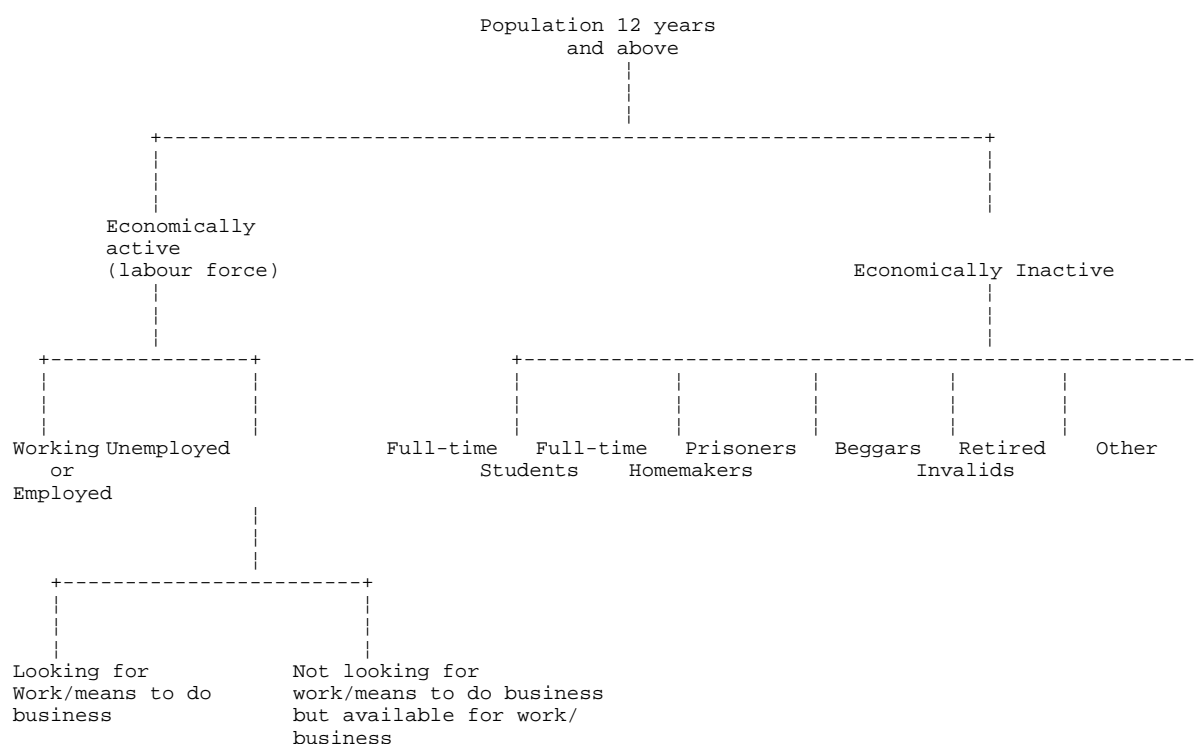 Population 12 years
and above
Economically
active
(labour force)
Economically Inactive
Working Unemployed
or
Employed
Full-time Full-time Prisoners Beggars Retired Other
Students Homemakers Invalids
Looking for
Work/means to do
business
Not looking for
work/means to do business
but available for work/
business